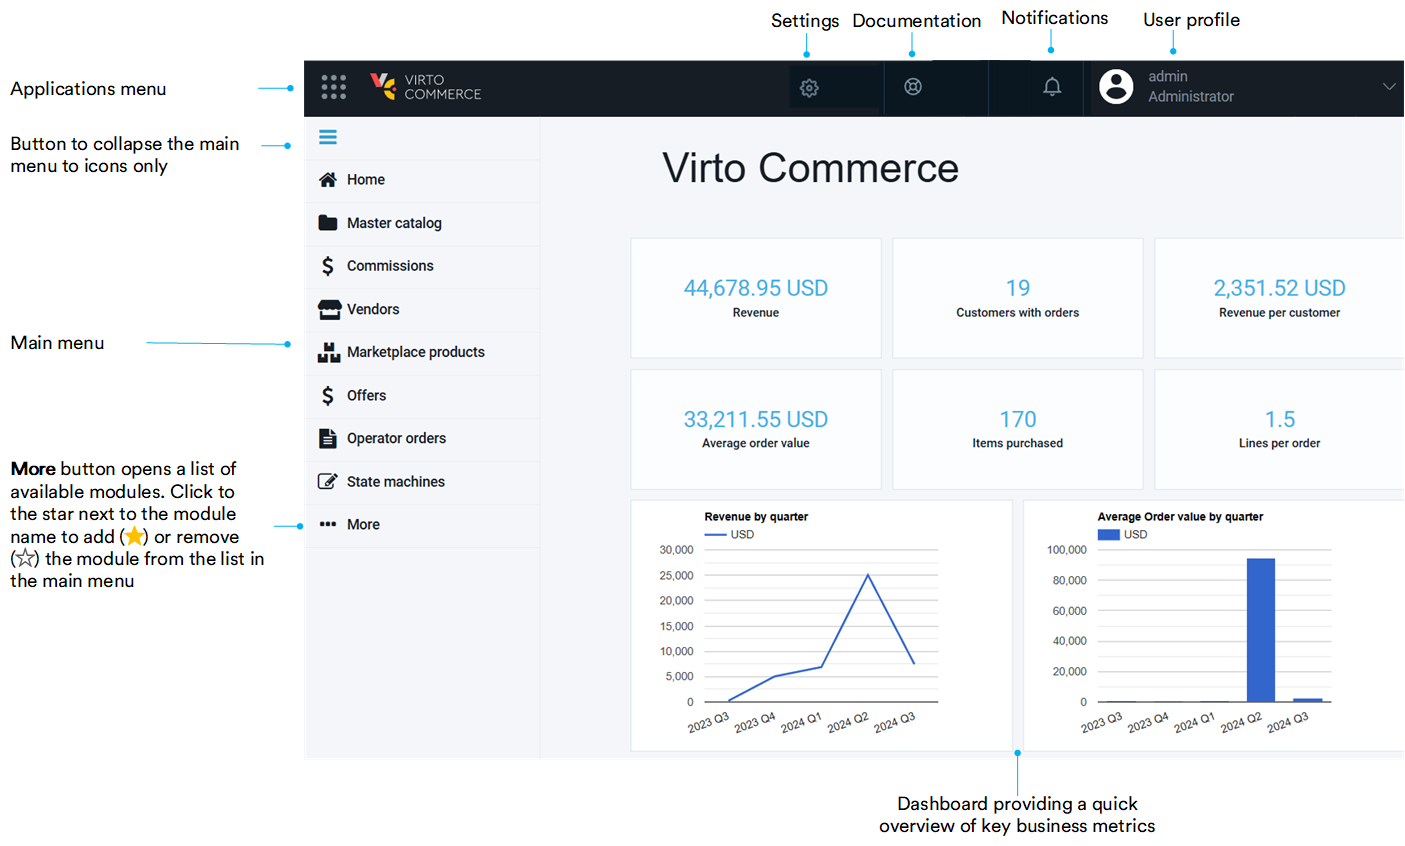 Settings Documentation Notifications User profile
Applications menu
VIRTO
COMMERCE
admin
Administrator
Button to collapse the main
menu to icons only
Main menu
More button opens a list of
available modules. Click to
the star next to the module
name to add (⭐) or remove
(☆) the module from the list in
the main menu
Home
Master catalog
Commissions
Vendors
Marketplace products
Offers
Operator orders
State machines
More
Virto Commerce
44,678.95 USD
Revenue
19
Customers with orders
2,351.52 USD
Revenue per customer
33,211.55 USD
Average order value
170
Items purchased
1.5
Lines per order
Revenue by quarter
USD
30,000
25,000
20,000
15,000
10,000
5,000
0
2023 Q3 2023 Q4 2024 Q1 2024 Q2 2024 Q3
Average Order value by quarter
USD
100,000
80,000
60,000
40,000
20,000
0
2023 Q3 2023 Q4 2024 Q1 2024 Q2 2024 Q3
Dashboard providing a quick
overview of key business metrics